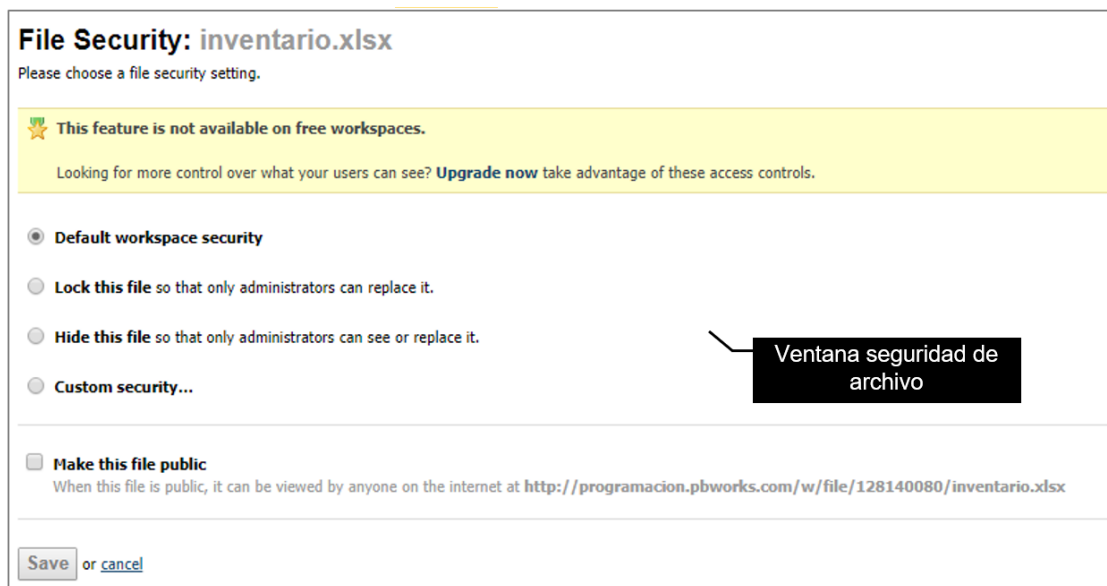 File Security: inventario.xlsx
Please choose a file security setting.
This feature is not available on free workspaces.
Looking for more control over what your users can see? Upgrade now take advantage of these access controls.
Default workspace security
Lock this file so that only administrators can replace it.
Hide this file so that only administrators can see or replace it.
Ventana seguridad de
archivo
Custom security...
Make this file public
When this file is public, it can be viewed by anyone on the internet at http://programacion.pbworks.com/w/file/128140080/inventario.xlsx
Save or cancel